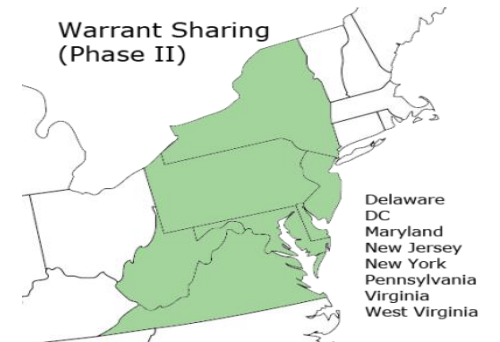 Warrant Sharing
(Phase II)
Delaware
DC
Maryland
New Jersey
New York
Pennsylvania
Virginia
West Virginia